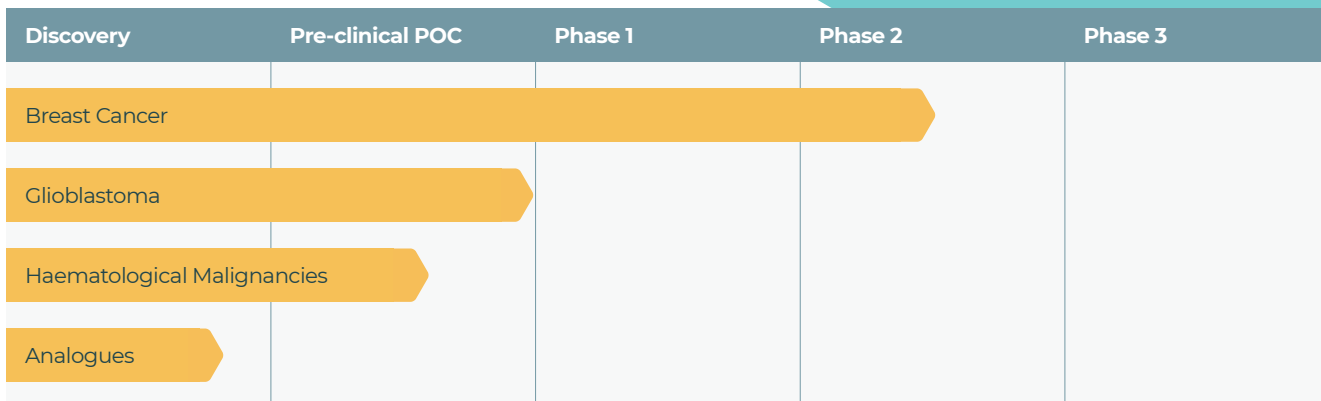 Discovery Pre-clinical POC Phase 1 Phase 2 Phase 3
Breast Cancer
Glioblastoma
Haematological Malignancies
Analogues